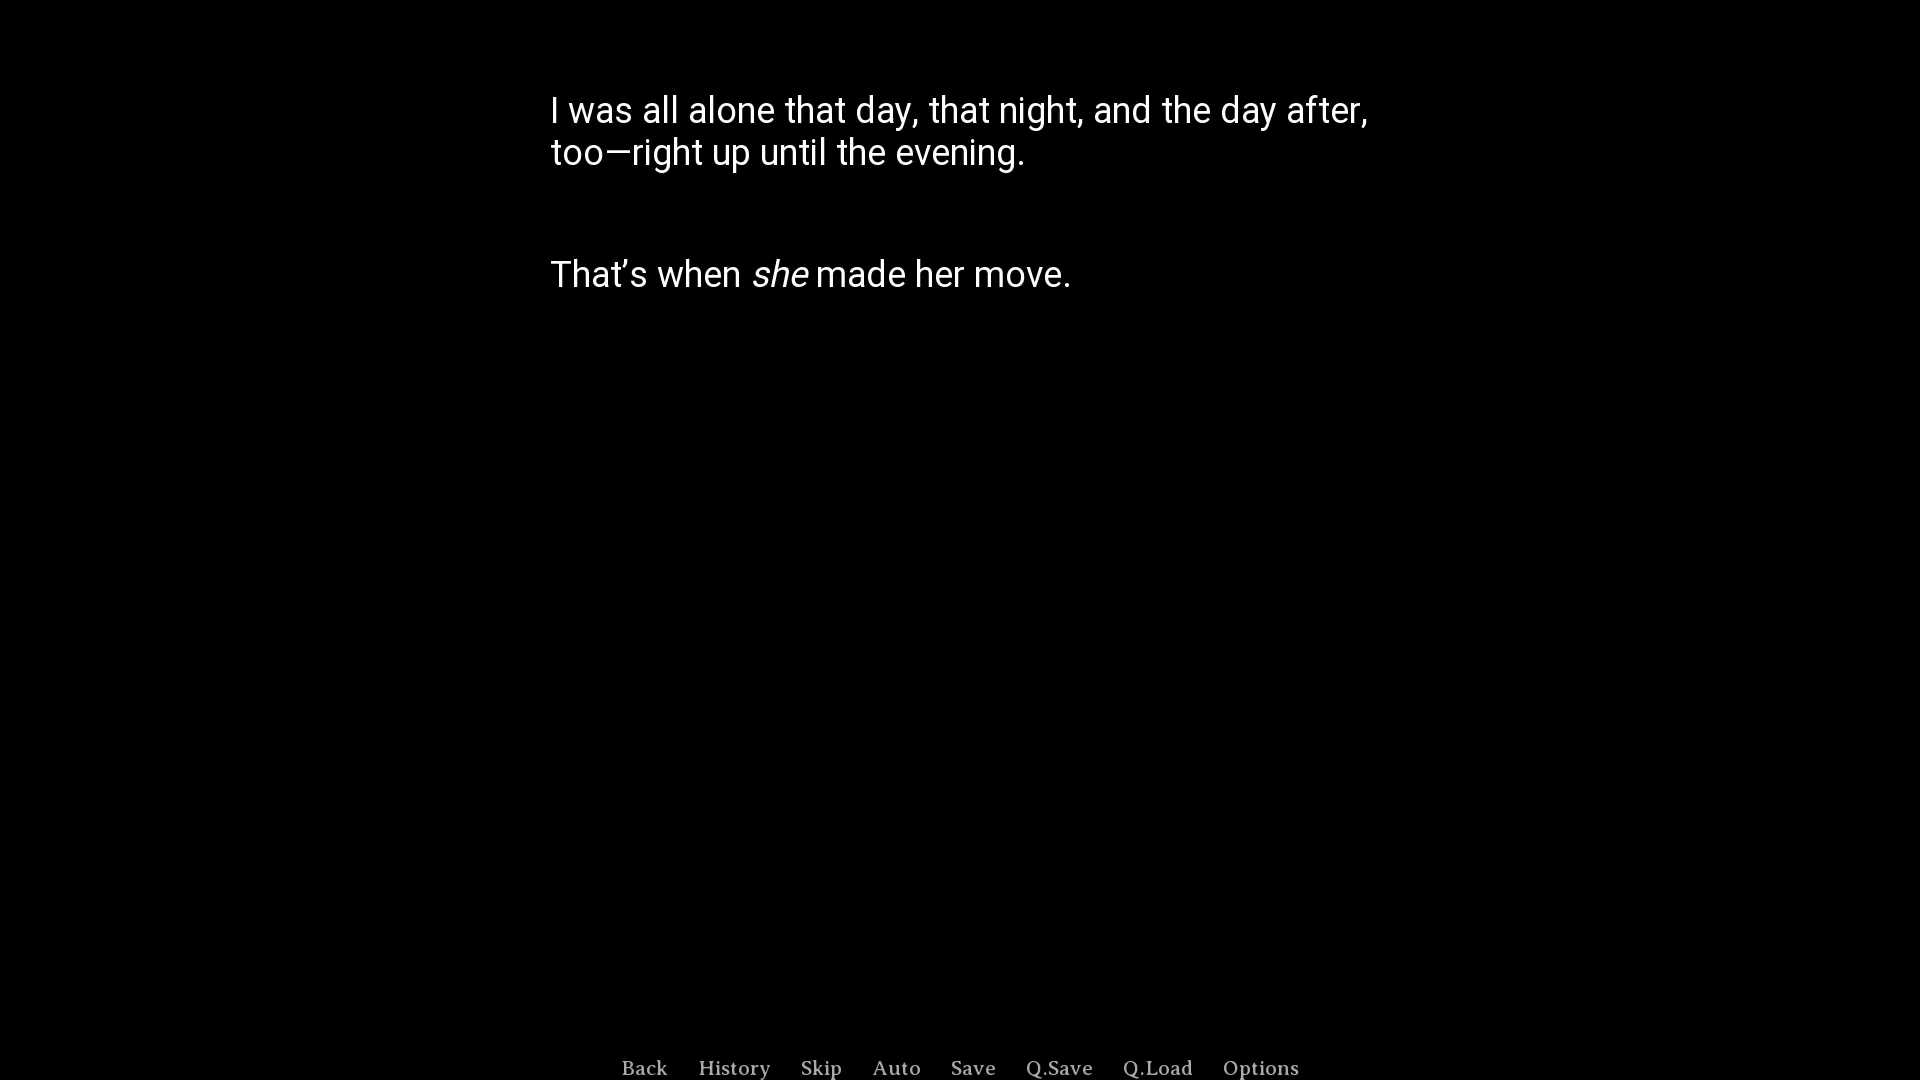 I was all alone that day, that night, and the day after,
too—right up until the evening.
That’s when she made her move.
Back History Skip Auto Save Q.Save Q.Load Options